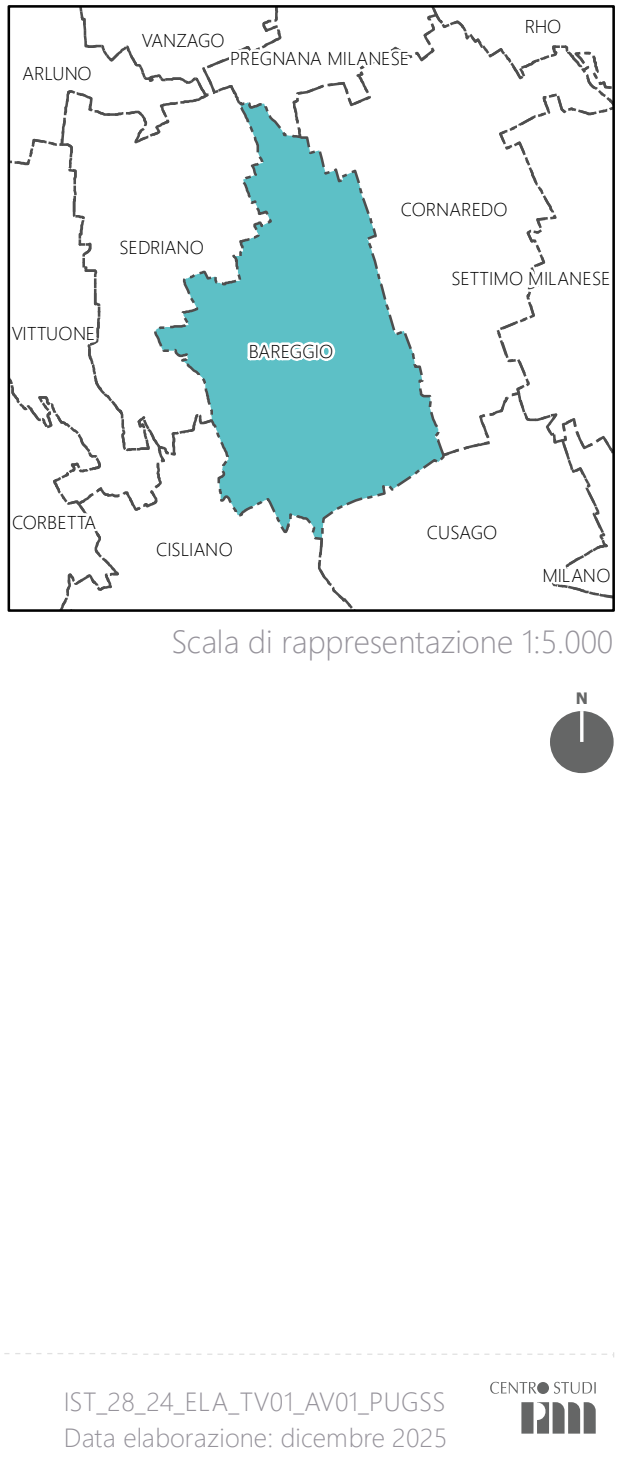 RHO
VANZAGO
PREGNANA MILANESE
ARLUNO
CORNAREDO
SEDRIANO
SETTIMO MILANESE
VITTUONE
BAREGGIO
CORBETTA
CUSAGO
CISLIANO
MILANO
Scala di rappresentazione 1:5.000
N
IST_28_24_ELA_TV01_AV01_PUGSS
Data elaborazione: dicembre 2025
CENTRO STUDI
PIM